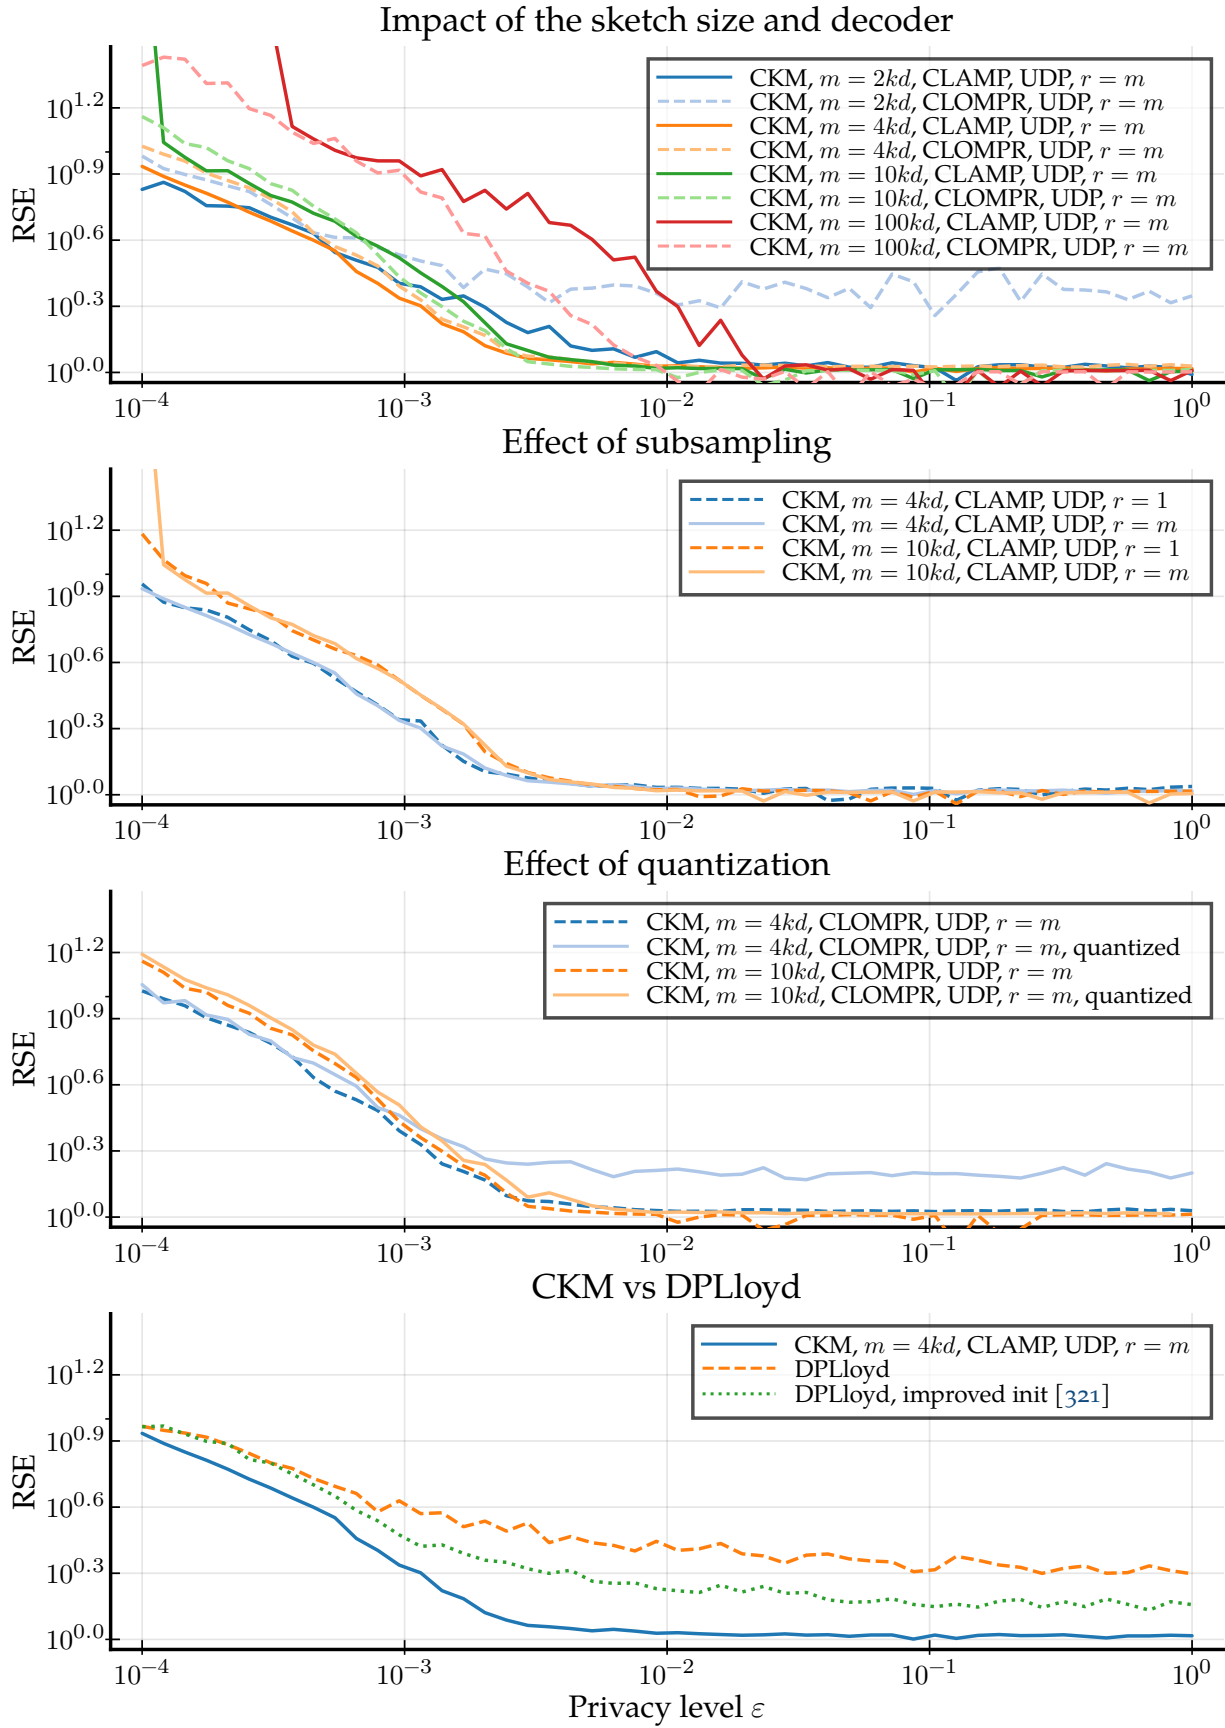 Impact of the sketch size and decoder
RSE
10^1.2
10^0.9
10^0.6
10^0.3
10^0.0
CKM, m = 2kd, CLAMP, UDP, r = m
CKM, m = 2kd, CLOMPR, UDP, r = m
CKM, m = 4kd, CLAMP, UDP, r = m
CKM, m = 4kd, CLOMPR, UDP, r = m
CKM, m = 10kd, CLAMP, UDP, r = m
CKM, m = 10kd, CLOMPR, UDP, r = m
CKM, m = 100kd, CLAMP, UDP, r = m
CKM, m = 100kd, CLOMPR, UDP, r = m
10^−4 10^−3 10^−2 10^−1 10^0
Effect of subsampling
RSE
10^1.2
10^0.9
10^0.6
10^0.3
10^0.0
CKM, m = 4kd, CLAMP, UDP, r = 1
CKM, m = 4kd, CLAMP, UDP, r = m
CKM, m = 10kd, CLAMP, UDP, r = 1
CKM, m = 10kd, CLAMP, UDP, r = m
10^−4 10^−3 10^−2 10^−1 10^0
Effect of quantization
RSE
10^1.2
10^0.9
10^0.6
10^0.3
10^0.0
CKM, m = 4kd, CLOMPR, UDP, r = m
CKM, m = 4kd, CLOMPR, UDP, r = m, quantized
CKM, m = 10kd, CLOMPR, UDP, r = m
CKM, m = 10kd, CLOMPR, UDP, r = m, quantized
10^−4 10^−3 10^−2 10^−1 10^0
CKM vs DPLloyd
RSE
10^1.2
10^0.9
10^0.6
10^0.3
10^0.0
CKM, m = 4kd, CLAMP, UDP, r = m
DPLloyd
DPLloyd, improved init [321]
10^−4 10^−3 10^−2 10^−1 10^0
Privacy level ε